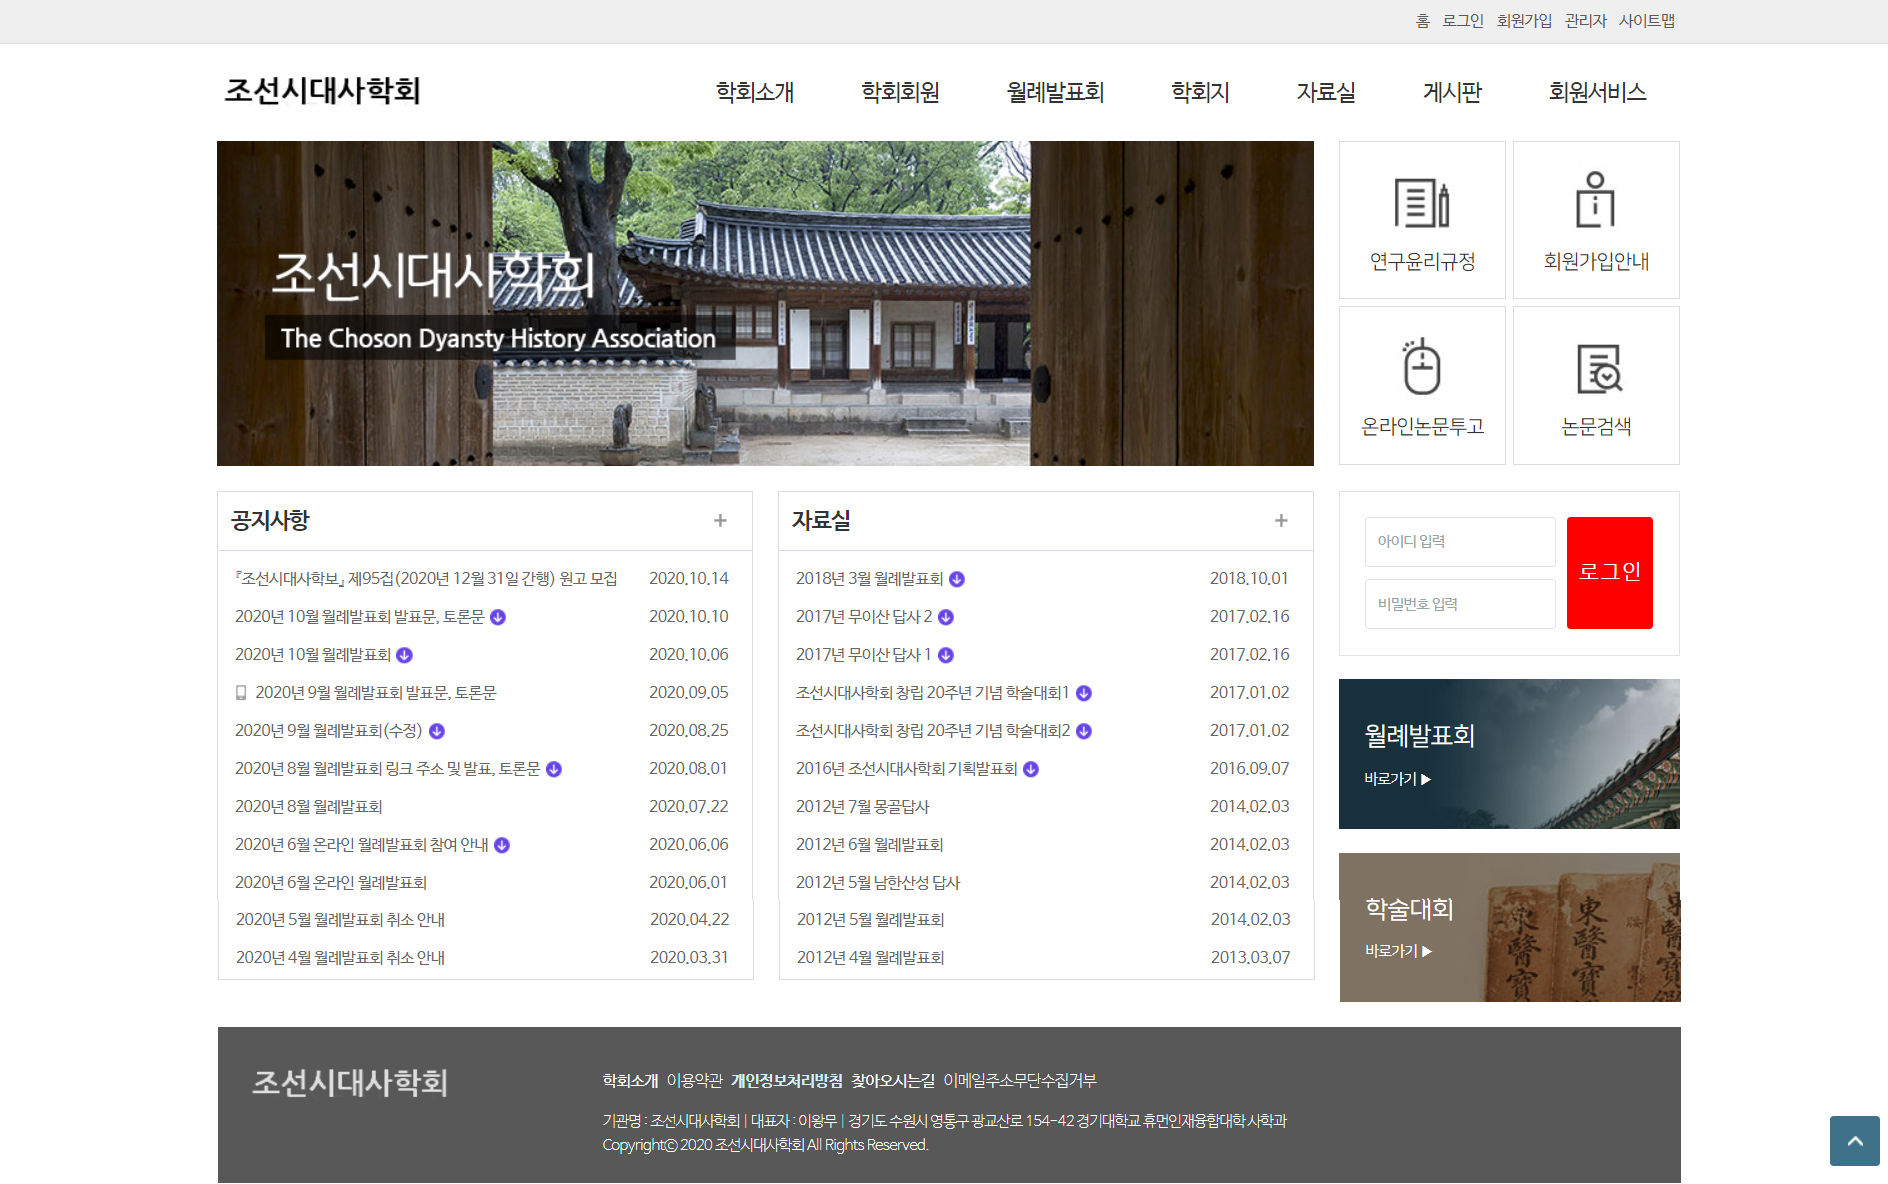 홈 로그인 회원가입 관리자 사이트맵
조선시대사학회
학회소개 학회회원 월례발표회 학회지 자료실 게시판 회원서비스
조선시대사학회
The Choson Dyansty History Association
연구윤리규정
회원가입안내
온라인논문투고
논문검색
공지사항 +
『조선시대사학보』 제95집(2020년 12월 31일 간행) 원고 모집 2020.10.14
2020년 10월 월례발표회 발표문, 토론문 2020.10.10
2020년 10월 월례발표회 2020.10.06
2020년 9월 월례발표회 발표문, 토론문 2020.09.05
2020년 9월 월례발표회(수정) 2020.08.25
2020년 8월 월례발표회 링크 주소 및 발표, 토론문 2020.08.01
2020년 8월 월례발표회 2020.07.22
2020년 6월 온라인 월례발표회 참여 안내 2020.06.06
2020년 6월 온라인 월례발표회 2020.06.01
2020년 5월 월례발표회 취소 안내 2020.04.22
2020년 4월 월례발표회 취소 안내 2020.03.31
자료실 +
2018년 3월 월례발표회 2018.10.01
2017년 무이산 답사 2 2017.02.16
2017년 무이산 답사 1 2017.02.16
조선시대사학회 창립 20주년 기념 학술대회1 2017.01.02
조선시대사학회 창립 20주년 기념 학술대회2 2017.01.02
2016년 조선시대사학회 기획발표회 2016.09.07
2012년 7월 몽골답사 2014.02.03
2012년 6월 월례발표회 2014.02.03
2012년 5월 남한산성 답사 2014.02.03
2012년 5월 월례발표회 2014.02.03
2012년 4월 월례발표회 2013.03.07
아이디 입력
비밀번호 입력
로그인
월례발표회
바로가기 ▶
학술대회
바로가기 ▶
東醫寶
東醫寶
조선시대사학회
학회소개 이용약관 개인정보처리방침 찾아오시는길 이메일주소무단수집거부
기관명 : 조선시대사학회 | 대표자 : 이왕무 | 경기도 수원시 영통구 광교산로 154-42 경기대학교 휴먼인재융합대학 사학과
Copyrightⓒ 2020 조선시대사학회 All Rights Reserved.